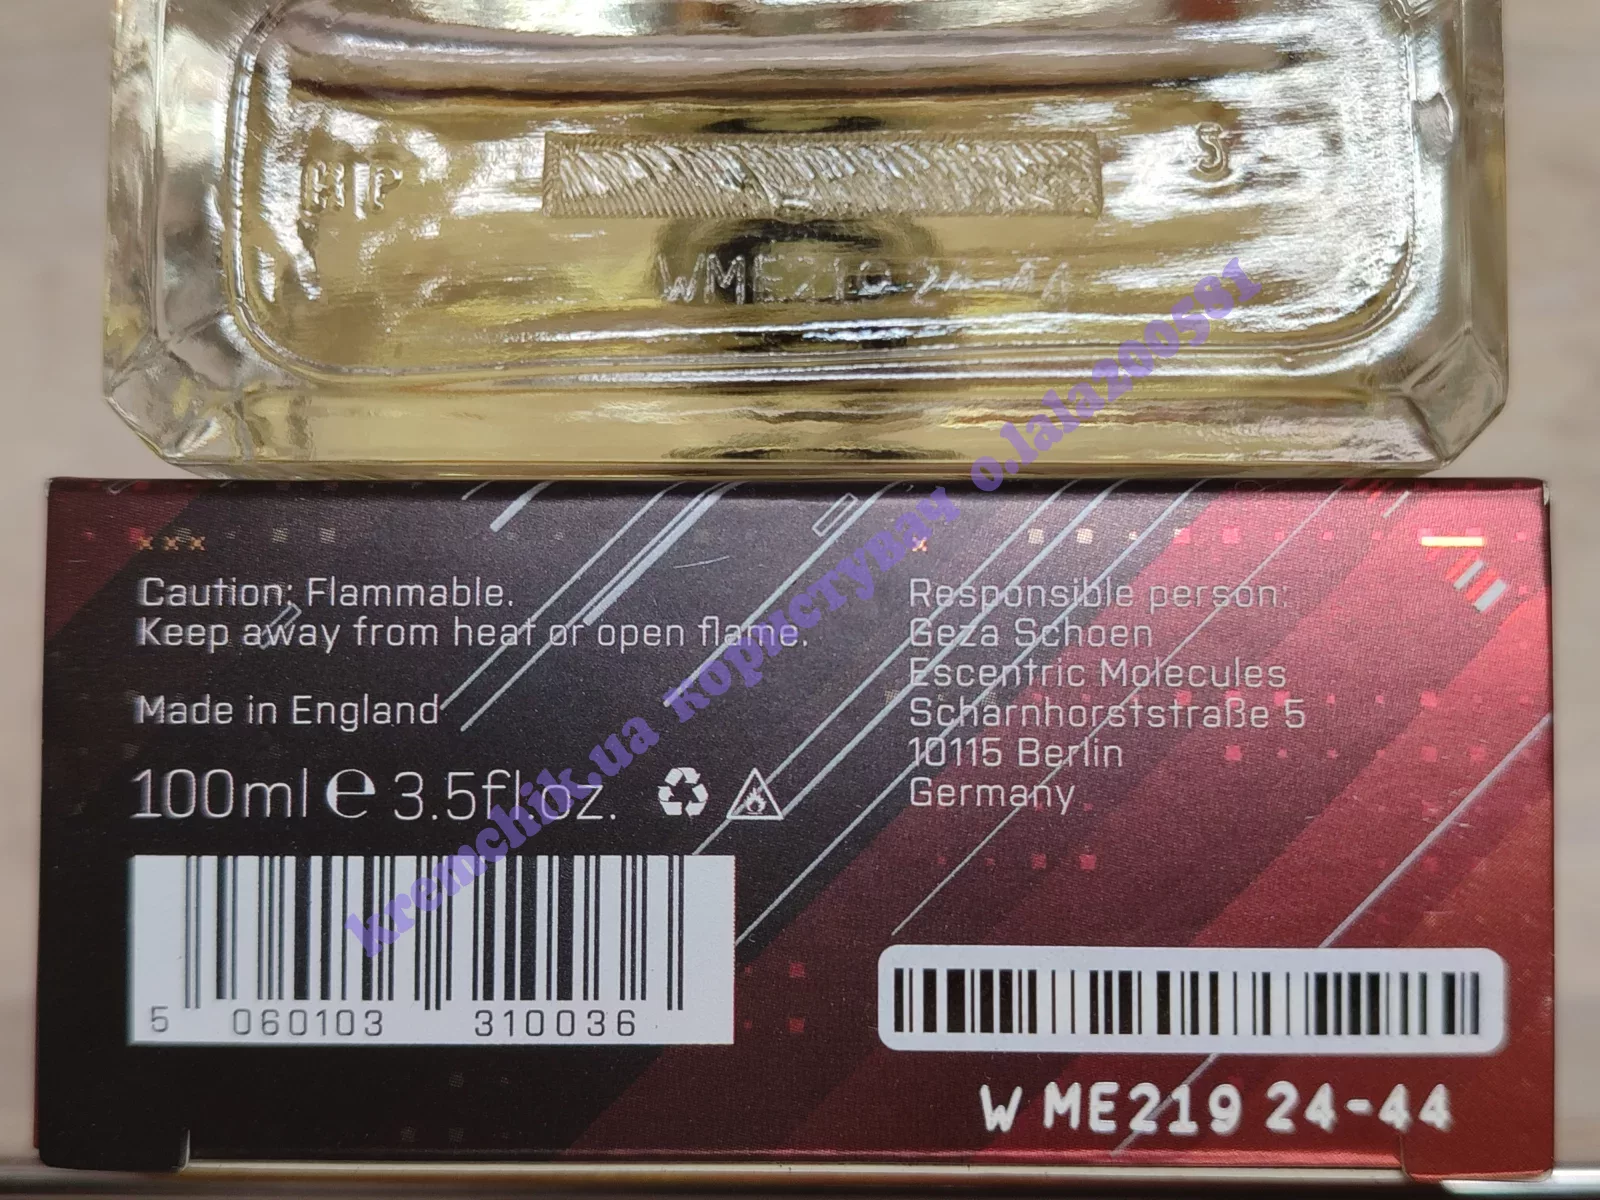 HP
S
WME219 24-44
Caution: Flammable.
Keep away from heat or open flame.
Made in England
100ml ℮ 3.5fl.oz.
Responsible person:
Geza Schoen
Escentric Molecules
Scharnhorststraße 5
10115 Berlin
Germany
5 060103 310036
W ME219 24-44
kremchik.ua користувач o.lala200581